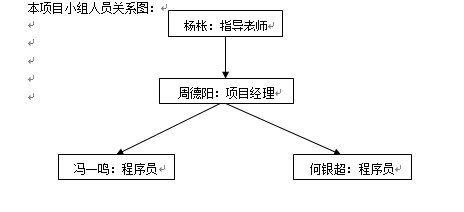 本项目小组人员关系图：
杨枨：指导老师
周德阳：项目经理
冯一鸣：程序员
何银超：程序员